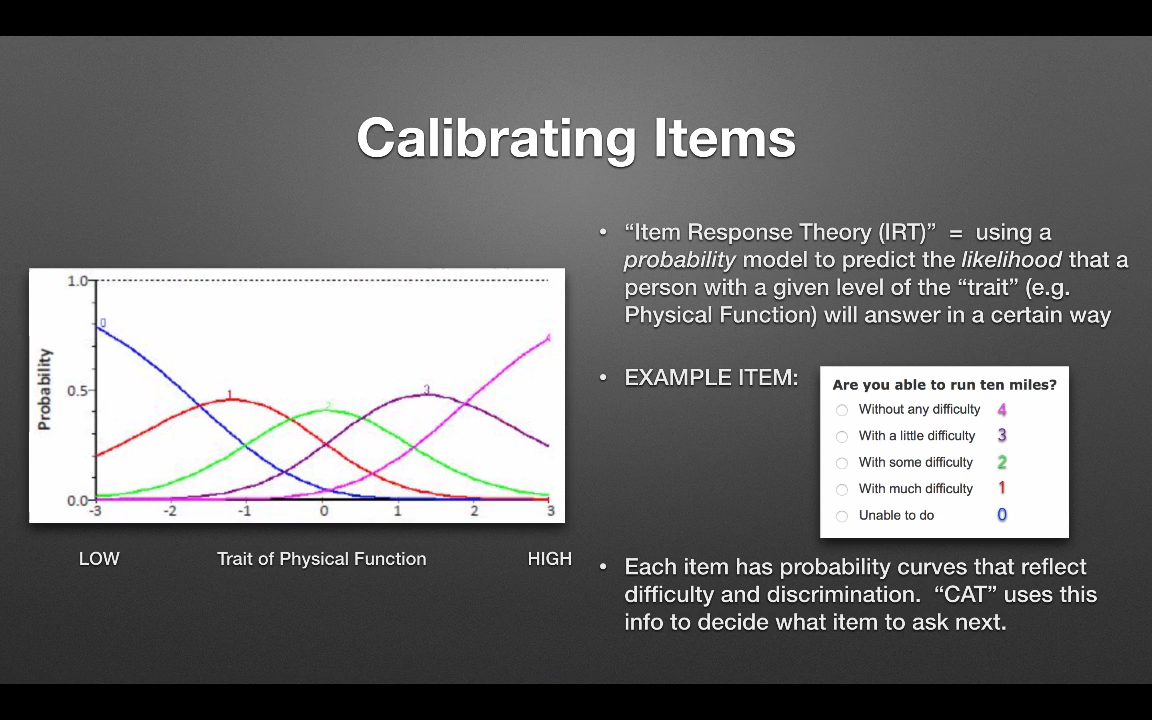 Calibrating Items
• “Item Response Theory (IRT)” = using a
probability model to predict the likelihood that a
person with a given level of the “trait” (e.g.
Physical Function) will answer in a certain way
1.0
0.5
0.0
Probability
0
1
2
3
4
-3 -2 -1 0 1 2 3
LOW Trait of Physical Function HIGH
• EXAMPLE ITEM:
Are you able to run ten miles?
Without any difficulty 4
With a little difficulty 3
With some difficulty 2
With much difficulty 1
Unable to do 0
• Each item has probability curves that reflect
difficulty and discrimination. “CAT” uses this
info to decide what item to ask next.